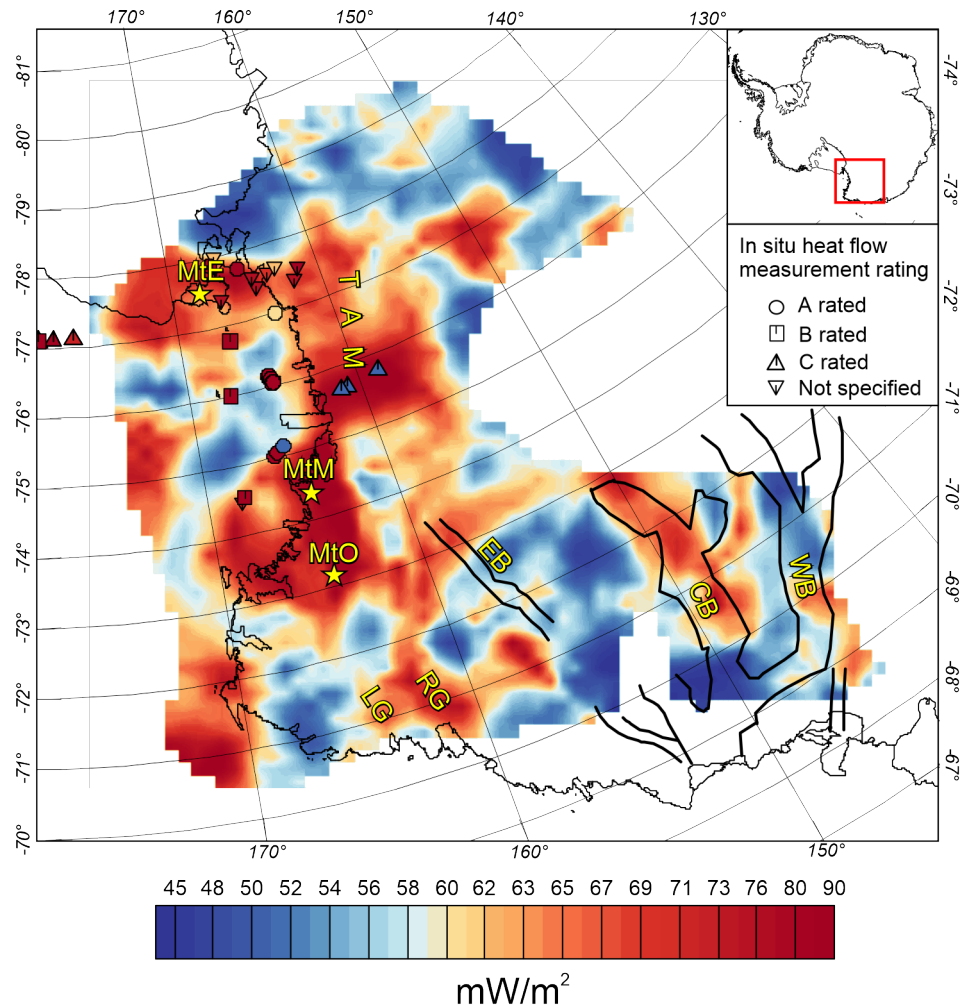 170° 160° 150° 140° 130°
-81°
-80°
-79°
-78°
-77°
-76°
-75°
-74°
-73°
-72°
-71°
-70°
-74°
-73°
-72°
-71°
-70°
-69°
-68°
-67°
In situ heat flow
measurement rating
A rated
B rated
C rated
Not specified
MtE
T
A
M
MtM
MtO
EB
CB
WB
LG
RG
170° 160° 150°
45 48 50 52 54 56 58 60 62 63 65 67 69 71 73 76 80 90
mW/m²